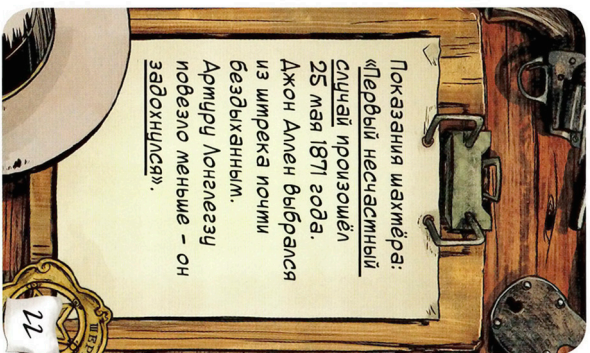 Показания шахтёра:
«Первый несчастный
случай произошёл
25 мая 1871 года.
Джон Аллен выбрался
из штрека почти
бездыханным.
Артуру Лонглегзу
повезло меньше - он
задохнулся».
ШЕР
22